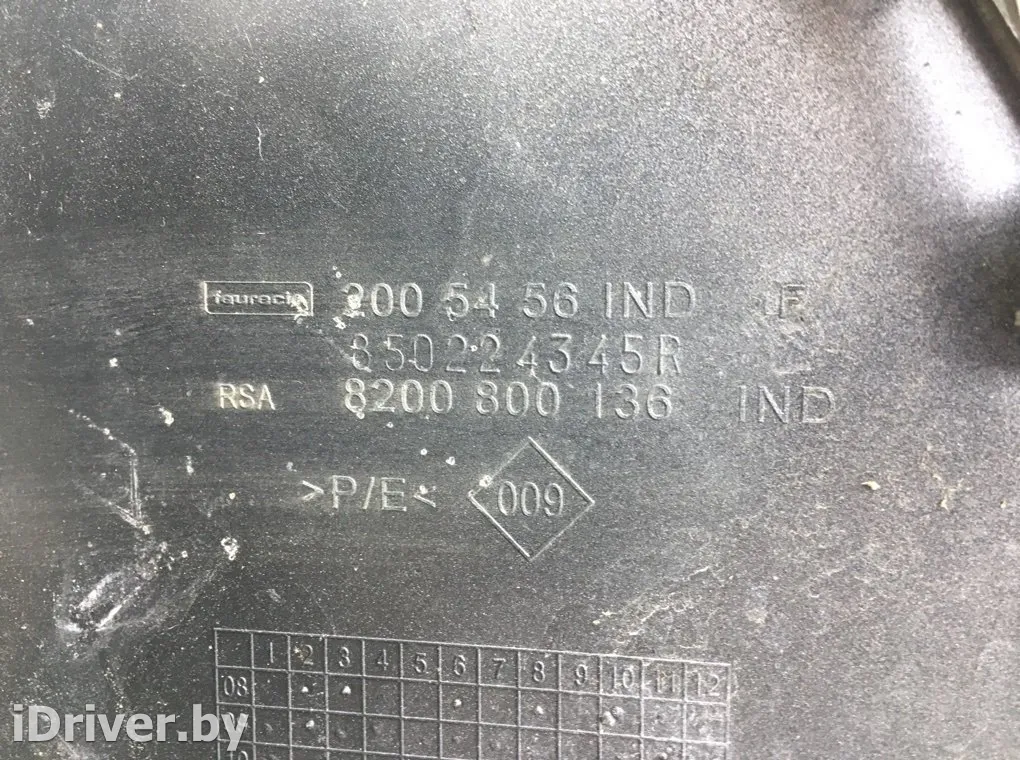 faurecia 200 54 56 IND F
850224345R
RSA 8200 800 136 IND
>P/E< 009
1 2 3 4 5 6 7 8 9 10 11 12
08
iDriver.by